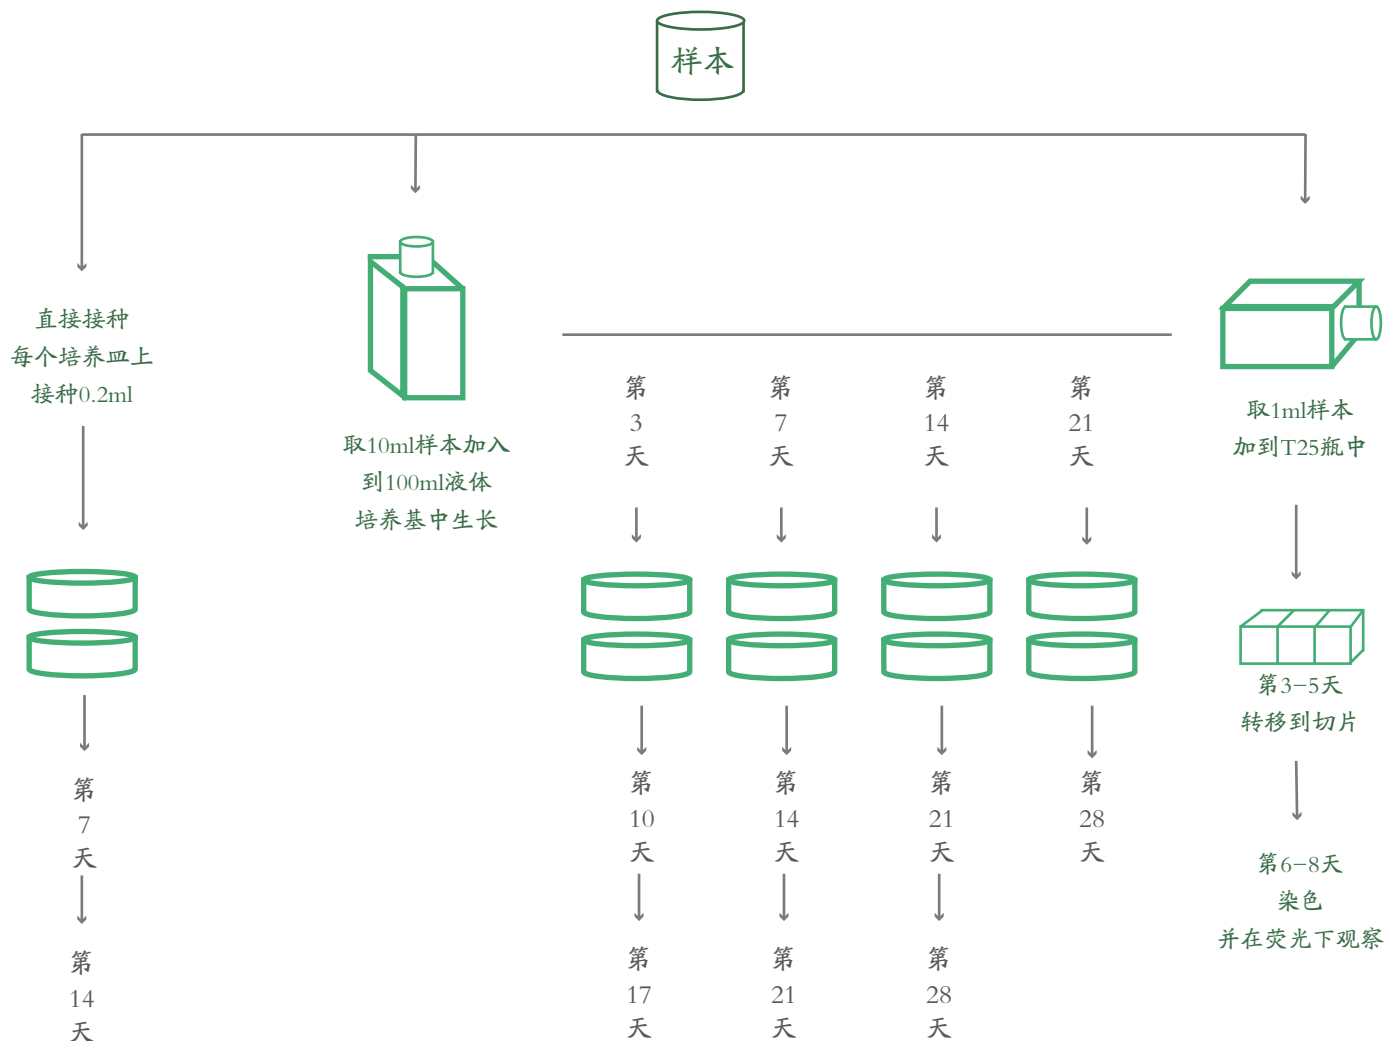 样本
直接接种
每个培养皿上
接种0.2ml
第
7
天
第
14
天
取10ml样本加入
到100ml液体
培养基中生长
第
3
天
第
7
天
第
14
天
第
21
天
第
10
天
第
14
天
第
21
天
第
28
天
第
17
天
第
21
天
第
28
天
取1ml样本
加到T25瓶中
第3-5天
转移到切片
第6-8天
染色
并在荧光下观察